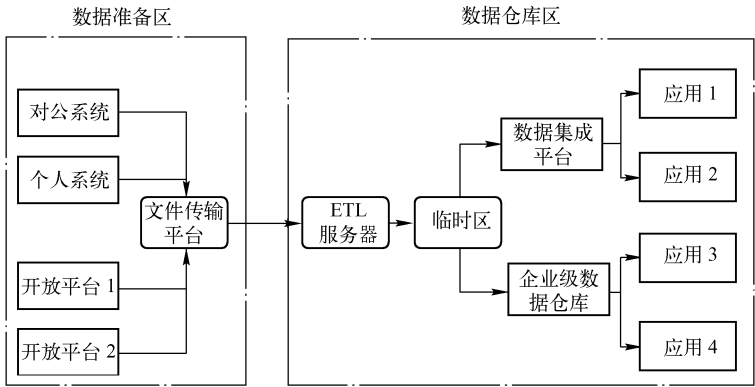 数据准备区
数据仓库区
对公系统
个人系统
文件传输
平台
开放平台 1
开放平台 2
ETL
服务器
临时区
数据集成
平台
企业级数
据仓库
应用 1
应用 2
应用 3
应用 4